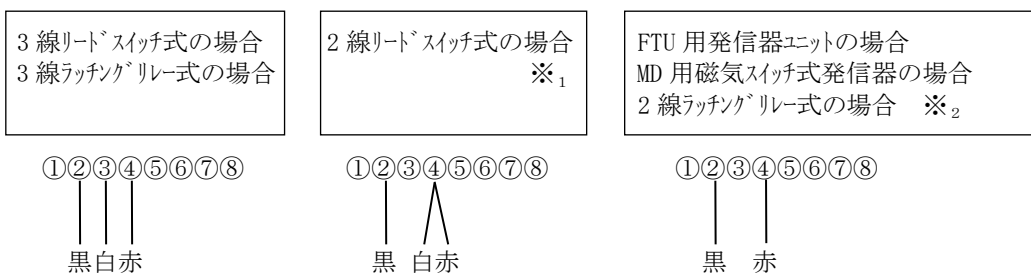 3 線リードスイッチ式の場合
3 線ラッチングリレー式の場合
①②③④⑤⑥⑦⑧
黒白赤
2 線リードスイッチ式の場合
※₁
①②③④⑤⑥⑦⑧
黒 白赤
FTU 用発信器ユニットの場合
MD 用磁気スイッチ式発信器の場合
2 線ラッチングリレー式の場合 ※₂
①②③④⑤⑥⑦⑧
黒 赤